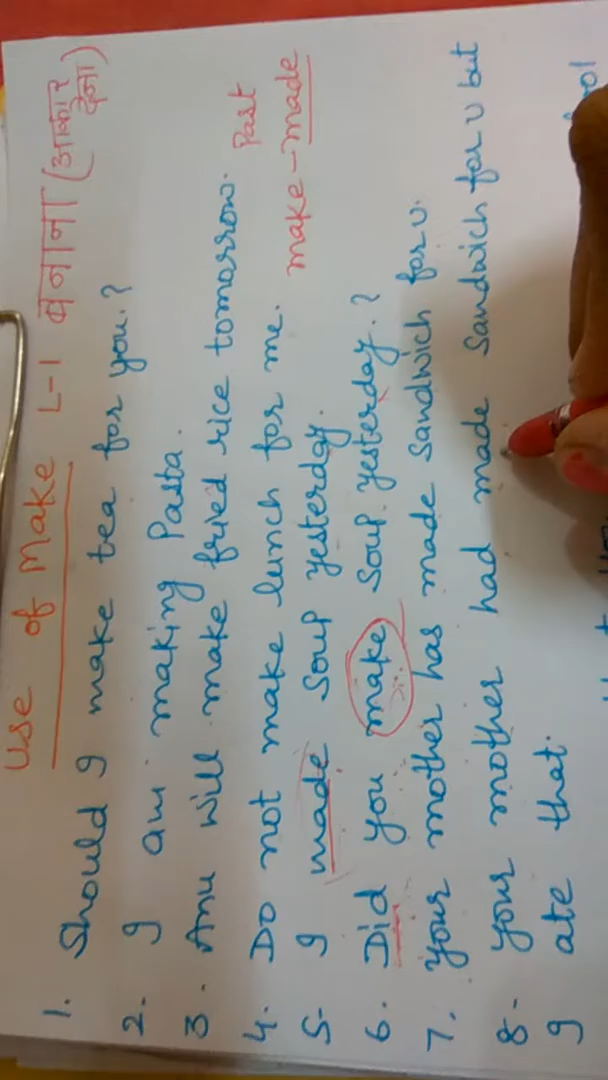 Use of Make L-1 बनाना (आकार देना)
1. Should I make tea for you.?
2. I am making Pasta.
3. Anu will make fried rice tomorrow.
Past
4. Do not make lunch for me.
make - made
5- I made soup yesterday.
6. Did you make soup yesterday.?
7. your mother has made sandwich for u.
8- your mother had made sandwich for u but
I ate that.